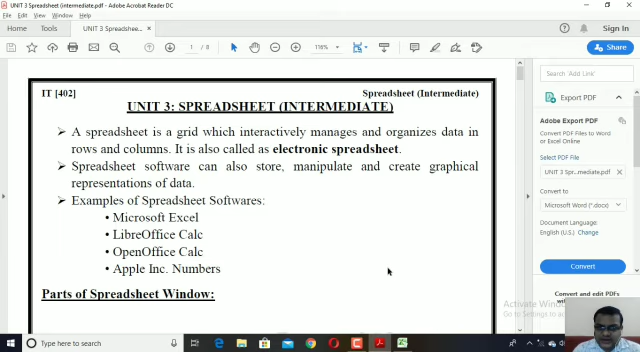 UNIT 3 Spreadsheet (intermediate.pdf - Adobe Acrobat Reader DC
File Edit View Window Help
Home Tools UNIT 3 Spreadsheet (... × Sign In
1 / 8 116% Share
IT [402] Spreadsheet (Intermediate)
UNIT 3: SPREADSHEET (INTERMEDIATE)
➢ A spreadsheet is a grid which interactively manages and organizes data in
rows and columns. It is also called as electronic spreadsheet.
➢ Spreadsheet software can also store, manipulate and create graphical
representations of data.
➢ Examples of Spreadsheet Softwares:
• Microsoft Excel
• LibreOffice Calc
• OpenOffice Calc
• Apple Inc. Numbers
Parts of Spreadsheet Window:
Search 'Add Link'
Export PDF
Adobe Export PDF
Convert PDF Files to Word
or Excel Online
Select PDF File
UNIT 3 Spr...mediate.pdf ×
Convert to
Microsoft Word (*.docx)
Document Language:
English (U.S.) Change
Convert
Convert and edit PDFs
Activate Windo
Go to Settings to a
Type here to search